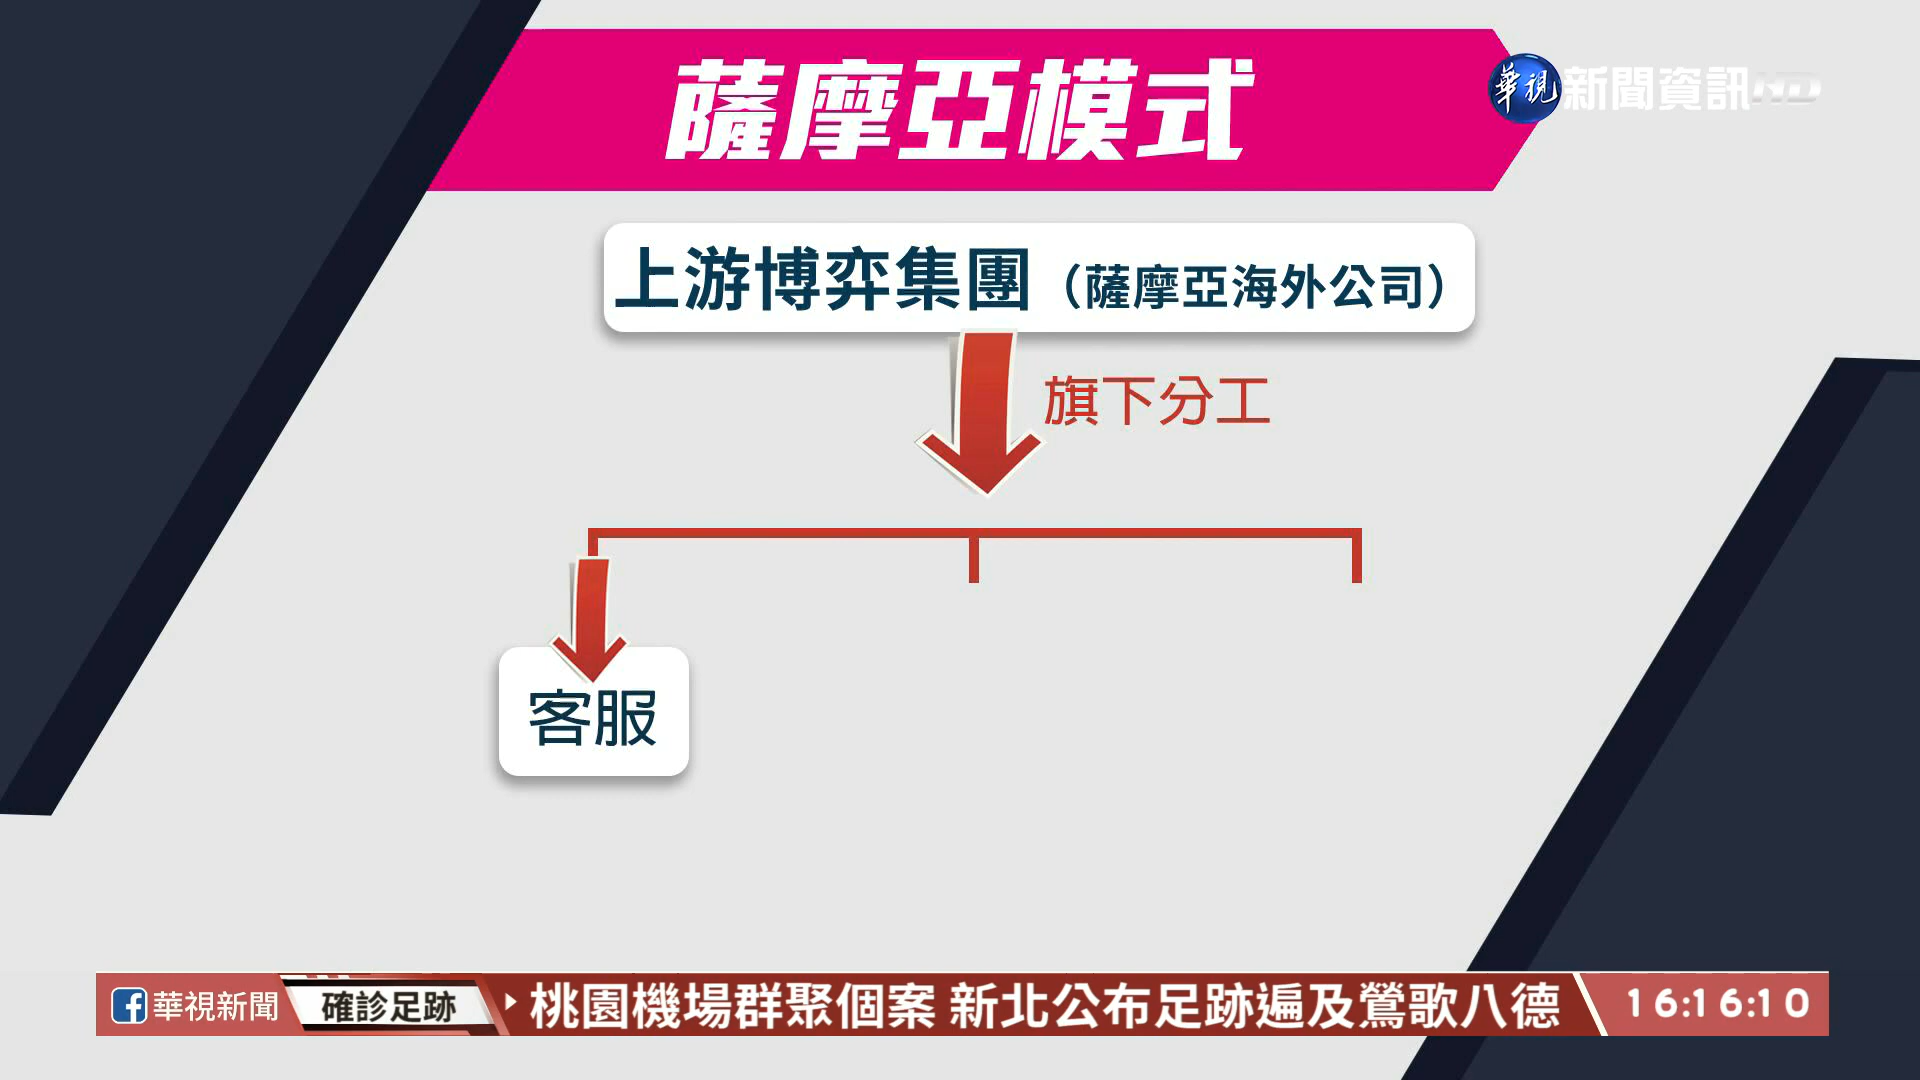 薩摩亞模式
華視新聞資訊HD
上游博弈集團（薩摩亞海外公司）
旗下分工
客服
華視新聞
確診足跡
桃園機場群聚個案 新北公布足跡遍及鶯歌八德
16:16:10